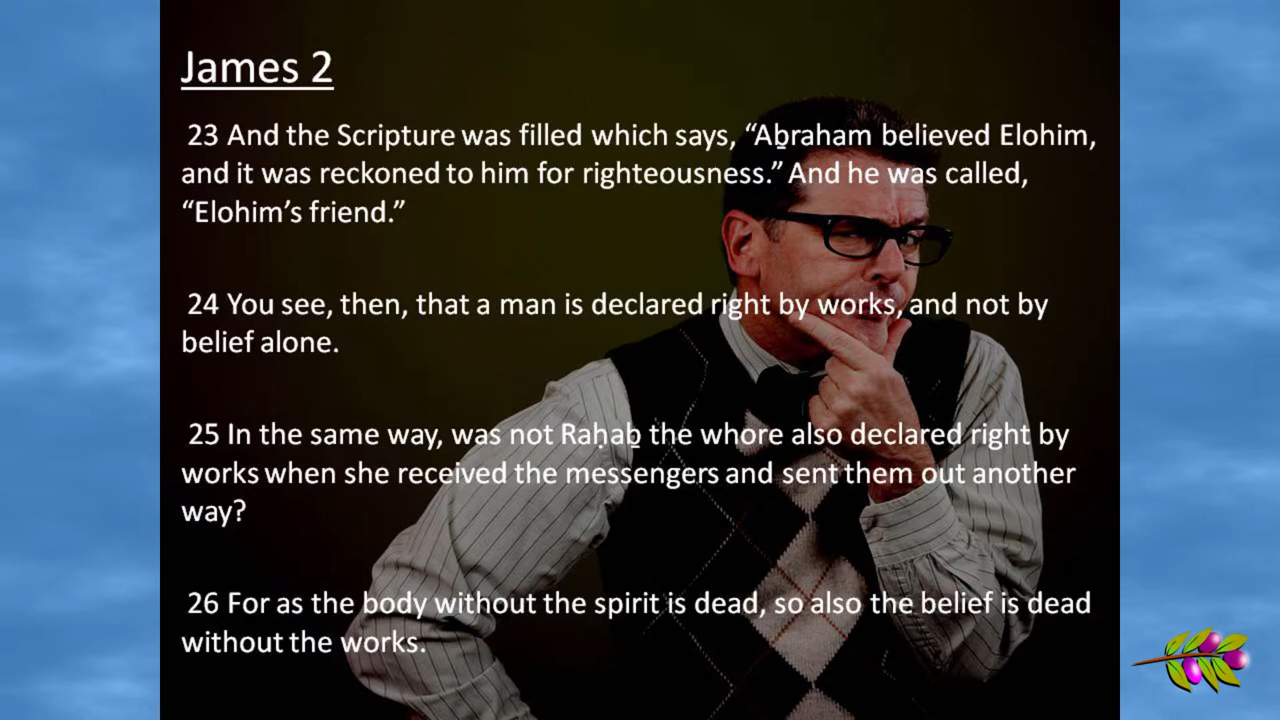 James 2
23 And the Scripture was filled which says, “Aḇraham believed Elohim,
and it was reckoned to him for righteousness.” And he was called,
“Elohim’s friend.”
24 You see, then, that a man is declared right by works, and not by
belief alone.
25 In the same way, was not Raḥaḇ the whore also declared right by
works when she received the messengers and sent them out another
way?
26 For as the body without the spirit is dead, so also the belief is dead
without the works.